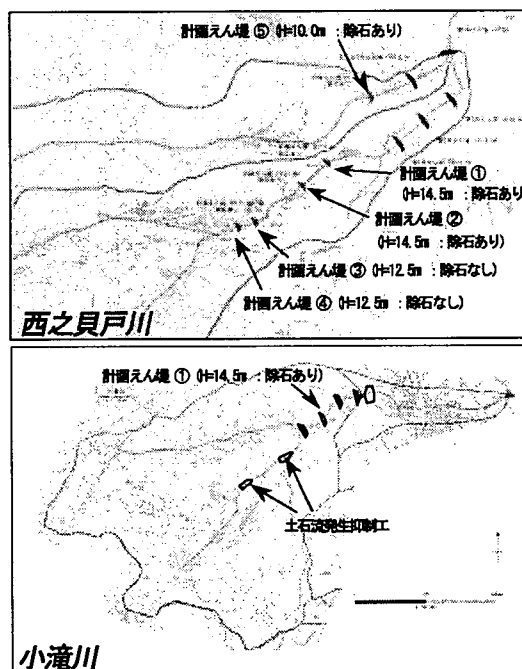 計画えん堤 ⑤ (H=10.0m ：除石あり)
計画えん堤 ①
(H=14.5m ：除石あり)
計画えん堤 ②
(H=14.5m ：除石あり)
計画えん堤 ③ (H=12.5m ：除石なし)
計画えん堤 ④ (H=12.5m ：除石なし)
西之貝戸川
計画えん堤 ① (H=14.5m ：除石あり)
土石流発生抑制工
小滝川